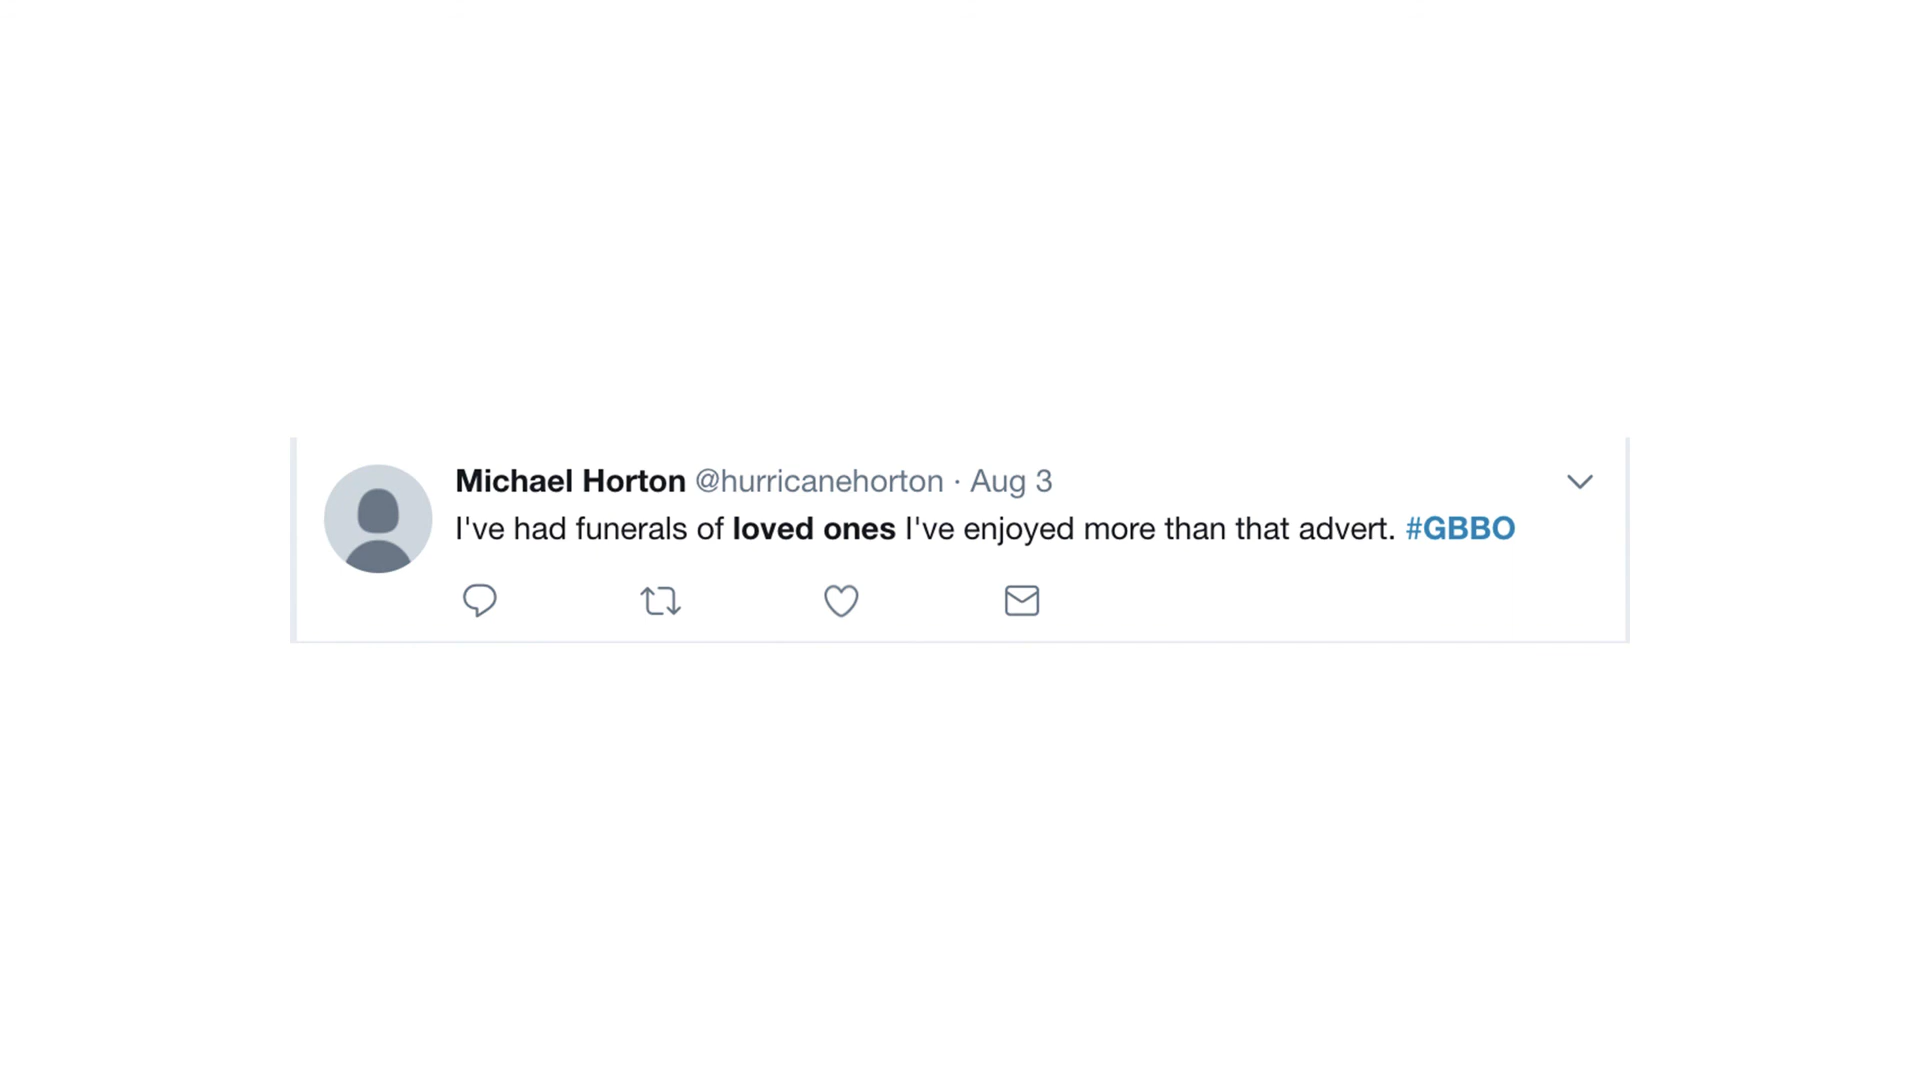 Michael Horton @hurricanehorton · Aug 3
I've had funerals of loved ones I've enjoyed more than that advert. #GBBO